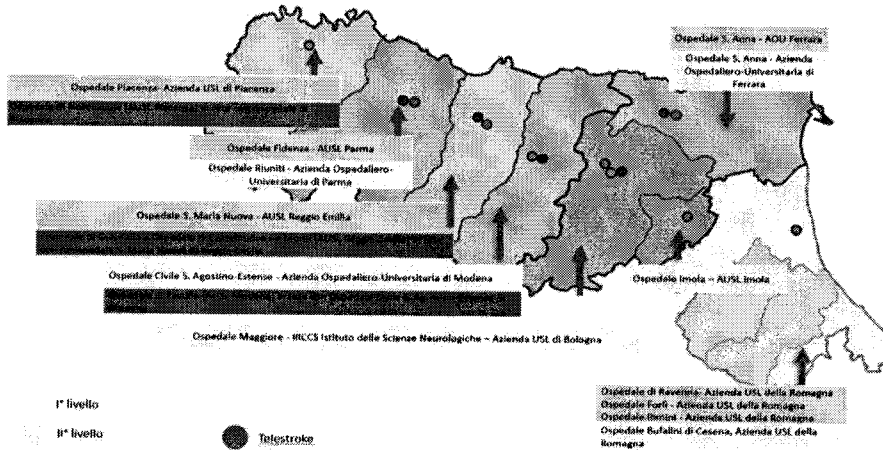 Ospedale S. Anna - AOU Ferrara
Ospedale S. Anna - Azienda
Ospedaliero-Universitaria di
Ferrara
Ospedale Piacenza- Azienda USL di Piacenza
Ospedale Fidenza - AUSL Parma
Ospedale Riuniti - Azienda Ospedaliero-
Universitaria di Parma
Ospedale S. Maria Nuova - AUSL Reggio Emilia
Ospedale Civile S. Agostino-Estense - Azienda Ospedaliero-Universitaria di Modena
Ospedale Imola – AUSL Imola
Ospedale Maggiore - IRCCS Istituto delle Scienze Neurologiche – Azienda USL di Bologna
Ospedale di Ravenna- Azienda USL della Romagna
Ospedale Forlì - Azienda USL della Romagna
Ospedale Rimini - Azienda USL della Romagna
Ospedale Bufalini di Cesena, Azienda USL della
Romagna
I° livello
II° livello
Telestroke